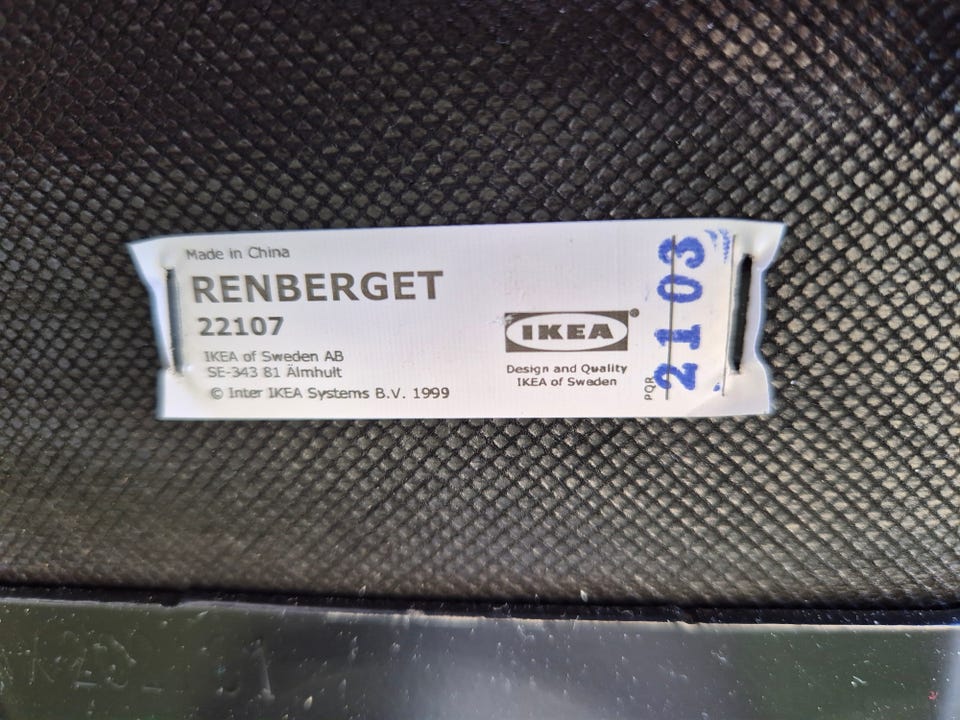 Made in China
RENBERGET
22107
IKEA of Sweden AB
SE-343 81 Älmhult
© Inter IKEA Systems B.V. 1999
IKEA®
Design and Quality
IKEA of Sweden
PQR
2103